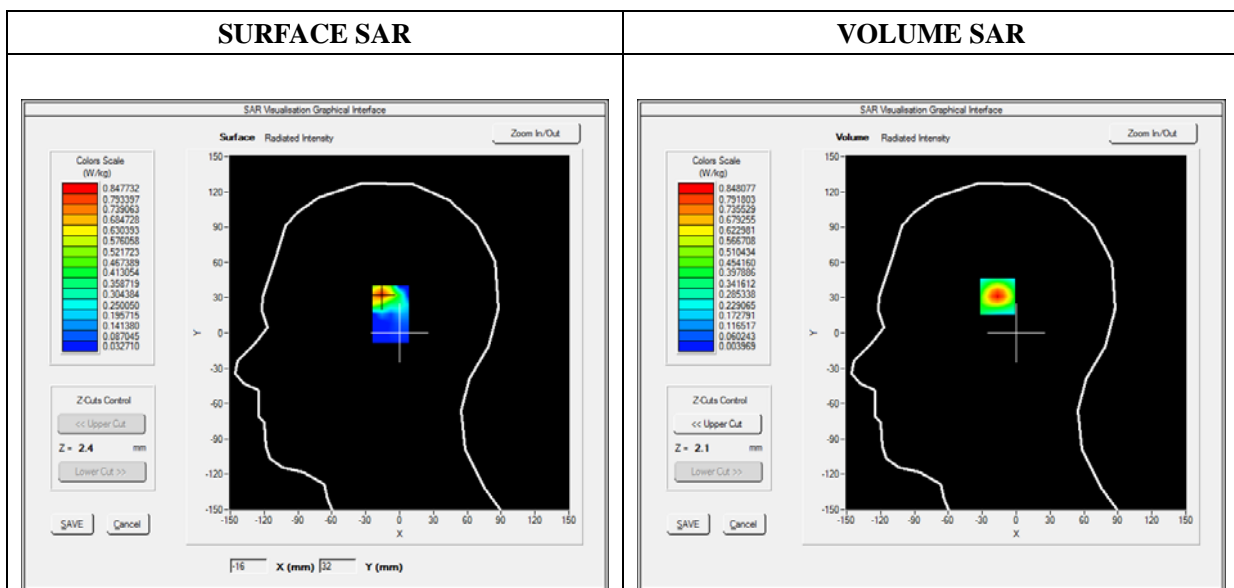 SURFACE SAR
VOLUME SAR
SAR Visualisation Graphical Interface
Surface Radiated Intensity
Zoom In/Out
Colors Scale
(W/kg)
0.847732
0.793397
0.739063
0.684728
0.630393
0.576058
0.521723
0.467389
0.413054
0.358719
0.304384
0.250050
0.195715
0.141380
0.087045
0.032710
150
120
90
60
30
0
-30
-60
-90
-120
-150
Y
-150 -120 -90 -60 -30 0 30 60 90 120 150
X
Z-Cuts Control
<< Upper Cut
Z = 2.4 mm
Lower Cut >>
SAVE Cancel
-16 X (mm) 32 Y (mm)
SAR Visualisation Graphical Interface
Volume Radiated Intensity
Zoom In/Out
Colors Scale
(W/kg)
0.848077
0.791803
0.735529
0.679255
0.622981
0.566708
0.510434
0.454160
0.397886
0.341612
0.285338
0.229065
0.172791
0.116517
0.060243
0.003969
150
120
90
60
30
0
-30
-60
-90
-120
-150
Y
-150 -120 -90 -60 -30 0 30 60 90 120 150
X
Z-Cuts Control
<< Upper Cut
Z = 2.1 mm
Lower Cut >>
SAVE Cancel